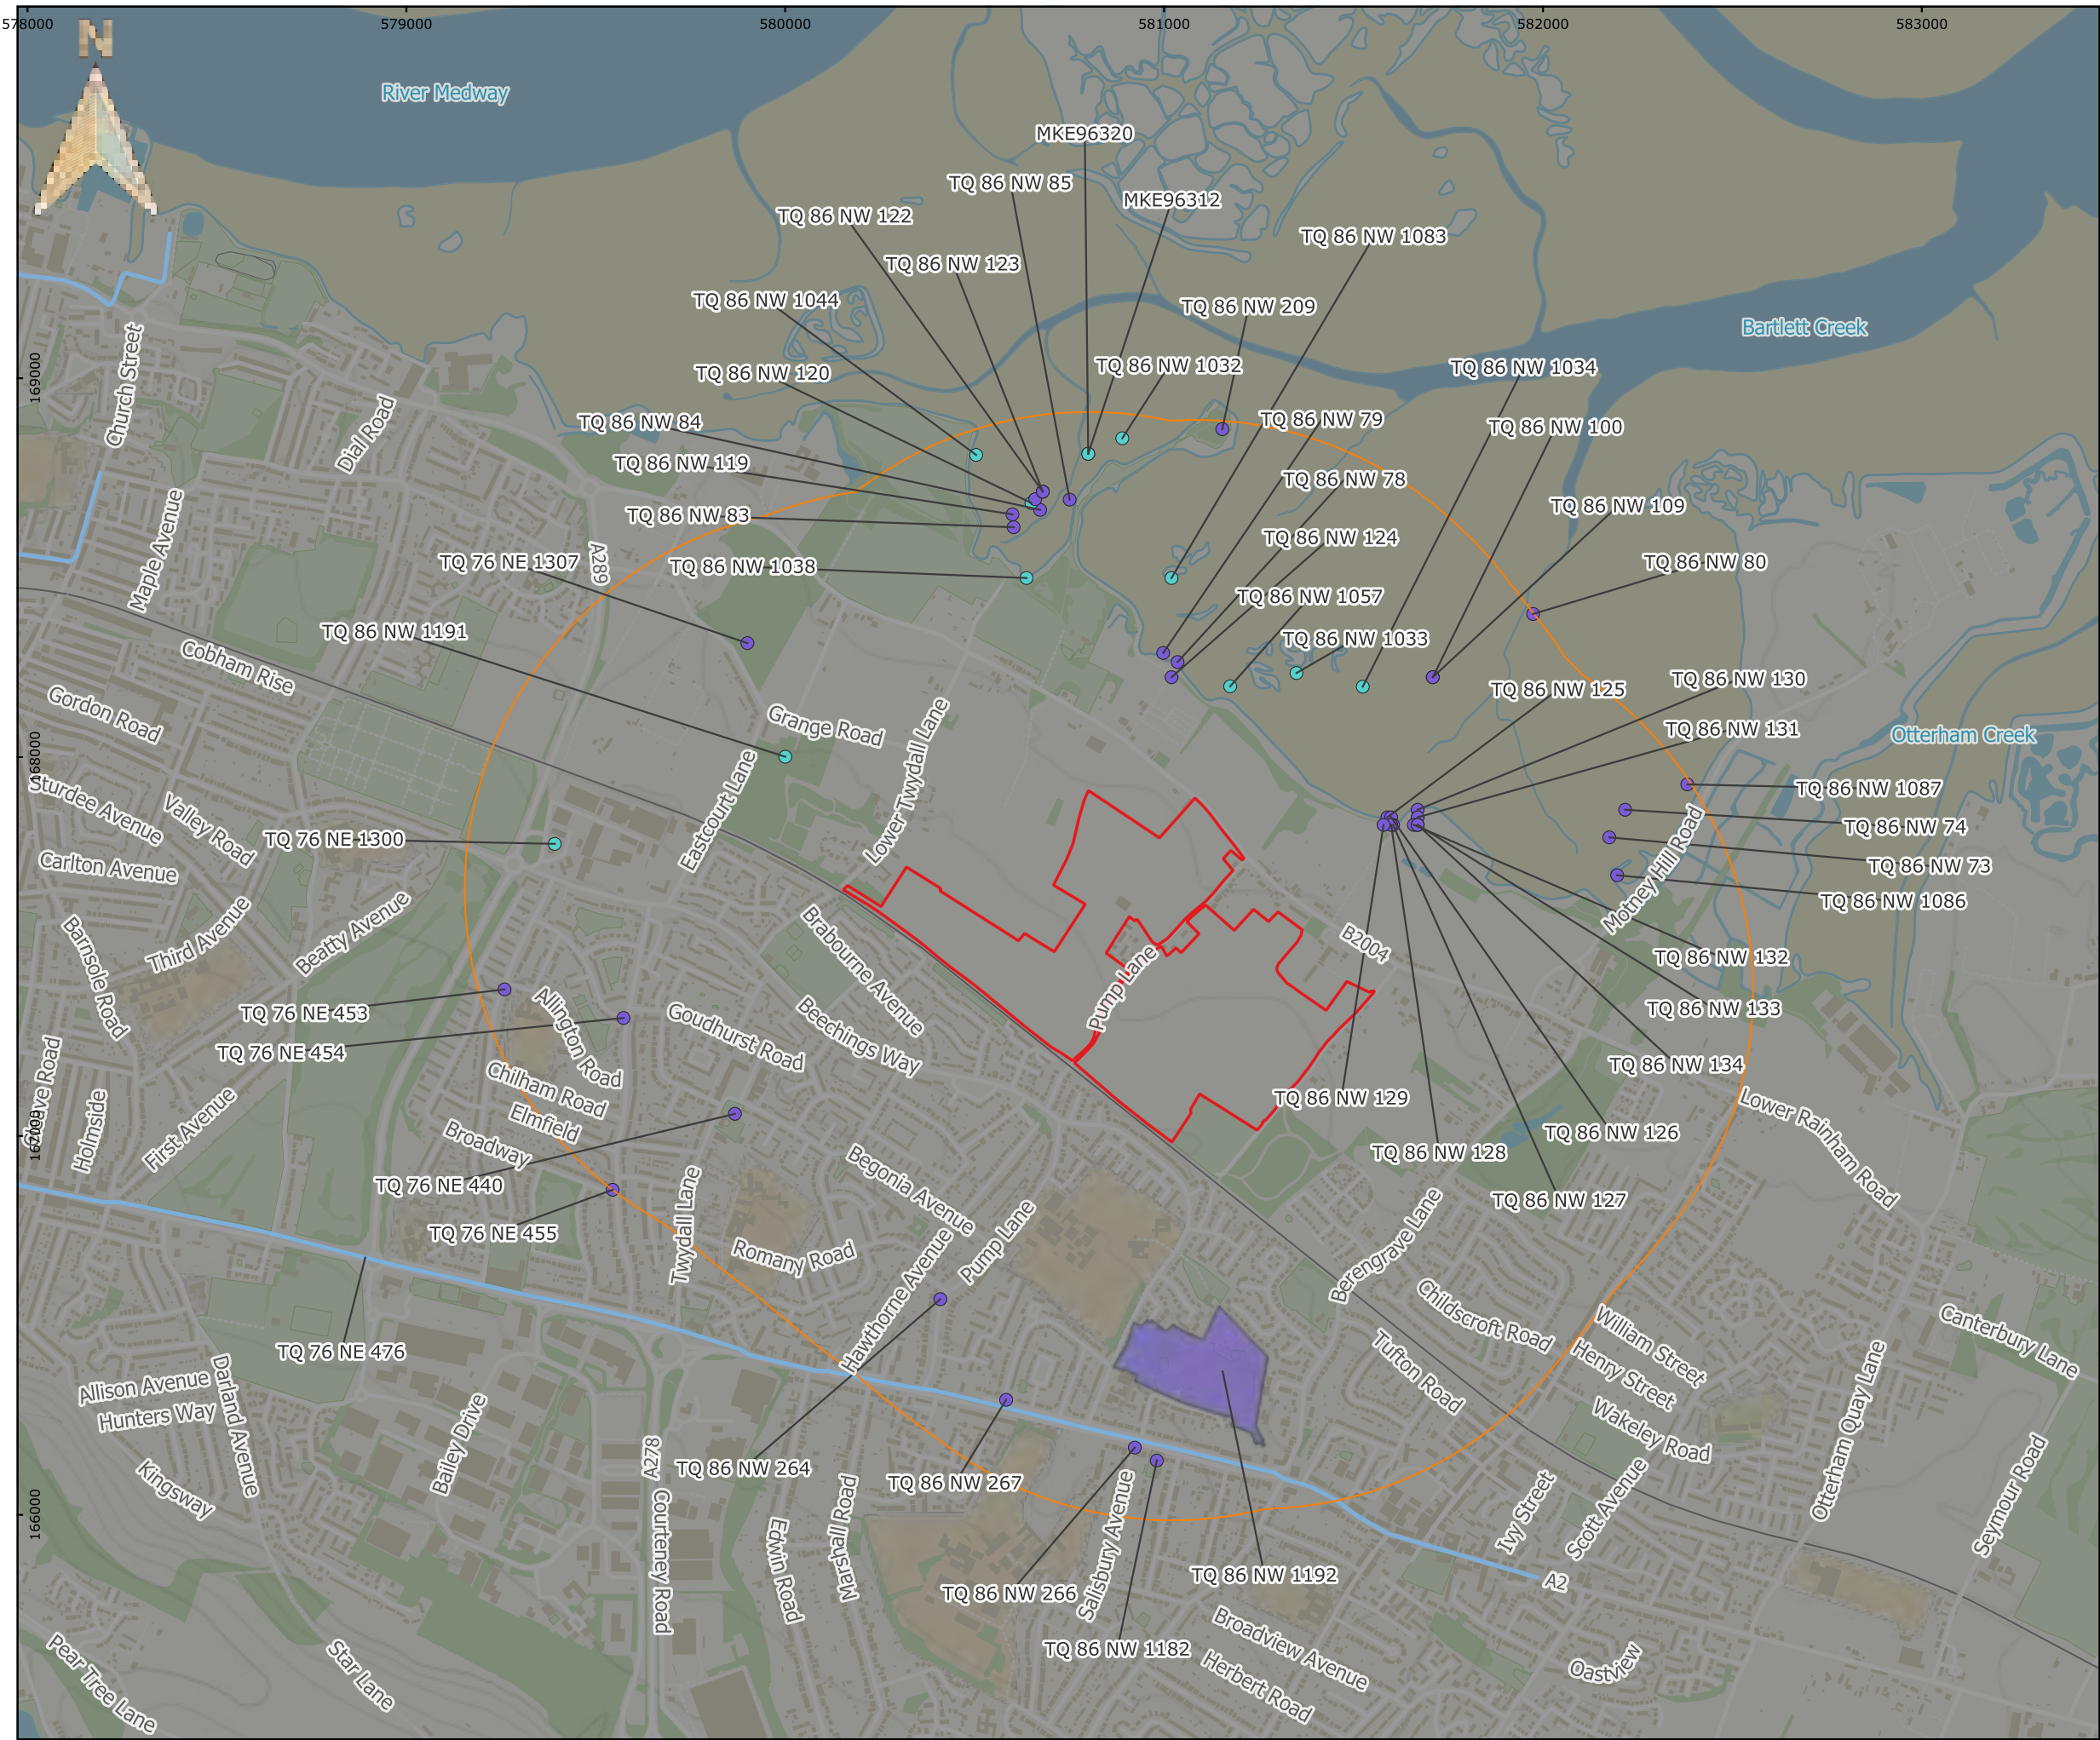 578000
579000
580000
581000
582000
583000
N
River Medway
MKE96320
TQ 86 NW 85
MKE96312
TQ 86 NW 122
TQ 86 NW 1083
TQ 86 NW 123
TQ 86 NW 1044
TQ 86 NW 209
Bartlett Creek
169000
Church Street
Dial Road
TQ 86 NW 120
TQ 86 NW 1032
TQ 86 NW 1034
TQ 86 NW 84
TQ 86 NW 79
TQ 86 NW 100
TQ 86 NW 119
TQ 86 NW 78
TQ 86 NW 83
TQ 86 NW 109
Maple Avenue
A289
TQ 76 NE 1307
TQ 86 NW 1038
TQ 86 NW 124
TQ 86 NW 80
TQ 86 NW 1057
TQ 86 NW 1191
TQ 86 NW 1033
Cobham Rise
Gordon Road
Grange Road
Lower Twydall Lane
TQ 86 NW 125
TQ 86 NW 130
TQ 86 NW 131
Otterham Creek
168000
Sturdee Avenue
Valley Road
Eastcourt Lane
TQ 86 NW 1087
TQ 76 NE 1300
TQ 86 NW 74
Carlton Avenue
TQ 86 NW 73
Motney Hill Road
TQ 86 NW 1086
Barnsole Road
Third Avenue
Beatty Avenue
Brabourne Avenue
B2004
Pump Lane
TQ 86 NW 132
TQ 76 NE 453
Allington Road
Goudhurst Road
Beechings Way
TQ 86 NW 133
TQ 76 NE 454
TQ 86 NW 134
Chilham Road
TQ 86 NW 129
167000
Holmside
First Avenue
Elmfield
Broadway
Lower Rainham Road
TQ 86 NW 126
TQ 86 NW 128
TQ 76 NE 440
Begonia Avenue
TQ 86 NW 127
TQ 76 NE 455
Twydall Lane
Romany Road
Hawthorne Avenue
Pump Lane
Berengrave Lane
Childscroft Road
William Street
Canterbury Lane
TQ 76 NE 476
Henry Street
Allison Avenue
Hunters Way
Darland Avenue
Tufton Road
Wakeley Road
Otterham Quay Lane
Bailey Drive
A278
TQ 86 NW 264
TQ 86 NW 267
Kingsway
Seymour Road
166000
Courteney Road
Edwin Road
Marshall Road
Salisbury Avenue
Ivy Street
Scott Avenue
TQ 86 NW 1192
A2
TQ 86 NW 266
TQ 86 NW 1182
Broadview Avenue
Herbert Road
Oastview
Pear Tree Lane
Star Lane